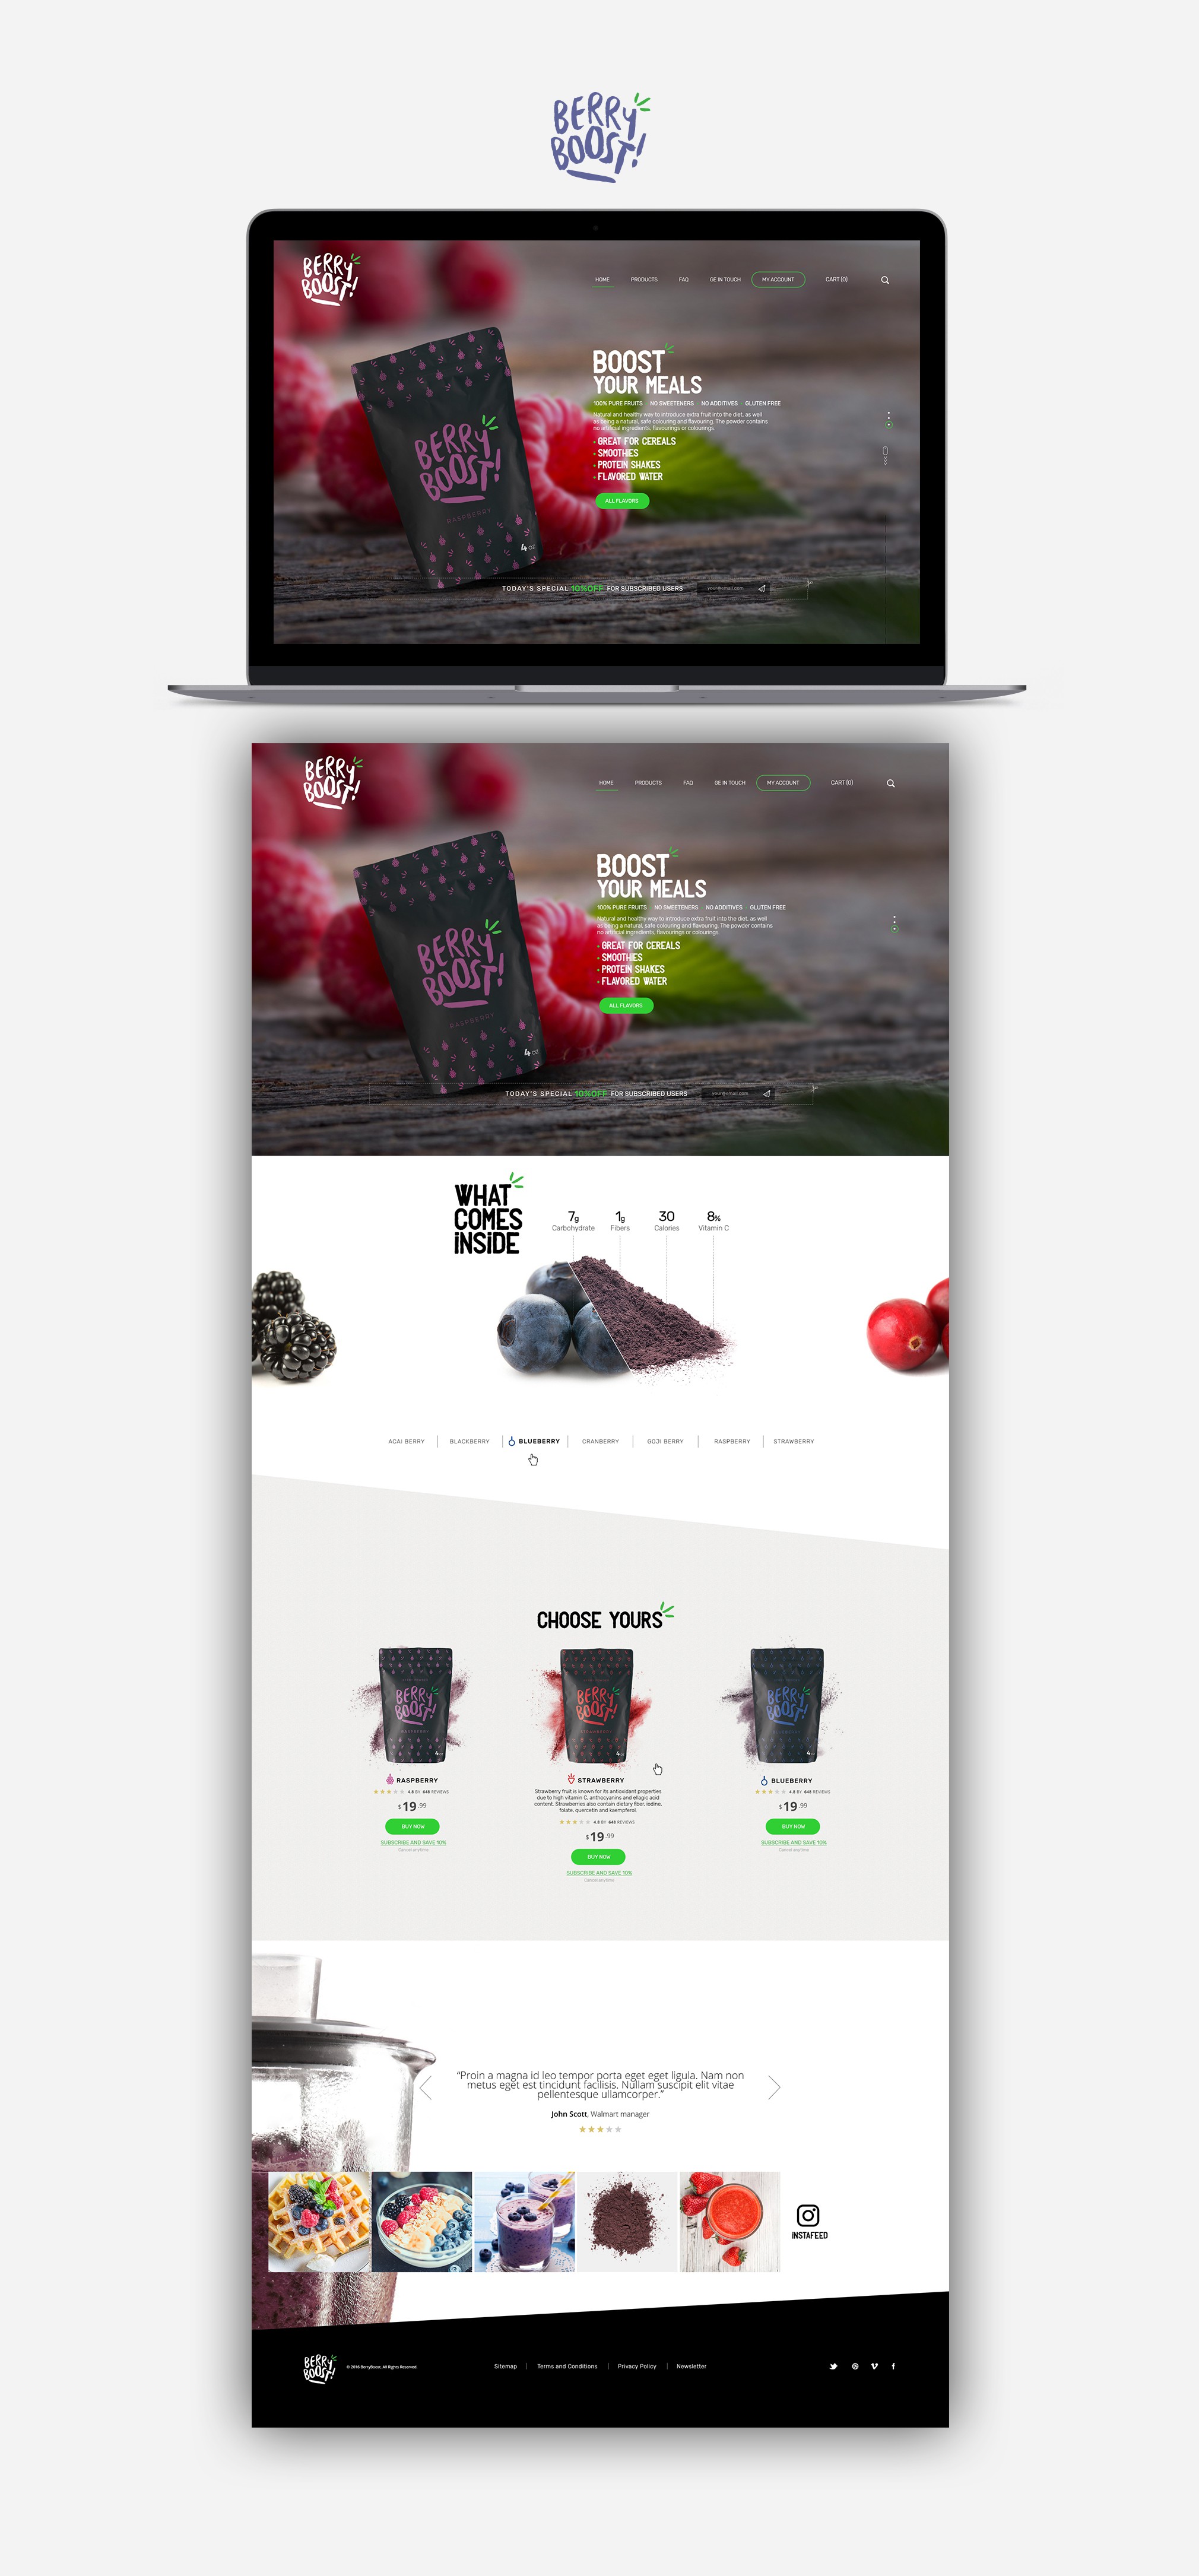 BERRY
BOOST!
BERRY
BOOST!
HOME
PRODUCTS
FAQ
GE IN TOUCH
MY ACCOUNT
CART (0)
BOOST
YOUR MEALS
100% PURE FRUITS NO SWEETENERS NO ADDITIVES GLUTEN FREE
Natural and healthy way to introduce extra fruit into the diet, as well
as being a natural, safe colouring and flavouring. The powder contains
no artificial ingredients, flavourings or colourings.
GREAT FOR CEREALS
SMOOTHIES
PROTEIN SHAKES
FLAVORED WATER
ALL FLAVORS
BERRY
BOOST!
RASPBERRY
4 OZ
TODAY'S SPECIAL 10%OFF FOR SUBSCRIBED USERS
your@email.com
BERRY
BOOST!
HOME
PRODUCTS
FAQ
GE IN TOUCH
MY ACCOUNT
CART (0)
BOOST
YOUR MEALS
100% PURE FRUITS NO SWEETENERS NO ADDITIVES GLUTEN FREE
Natural and healthy way to introduce extra fruit into the diet, as well
as being a natural, safe colouring and flavouring. The powder contains
no artificial ingredients, flavourings or colourings.
GREAT FOR CEREALS
SMOOTHIES
PROTEIN SHAKES
FLAVORED WATER
ALL FLAVORS
BERRY
BOOST!
RASPBERRY
4 OZ
TODAY'S SPECIAL 10%OFF FOR SUBSCRIBED USERS
your@email.com
WHAT
COMES
INSIDE
7g
Carbohydrate
1g
Fibers
30
Calories
8%
Vitamin C
ACAI BERRY
BLACKBERRY
BLUEBERRY
CRANBERRY
GOJI BERRY
RASPBERRY
STRAWBERRY
CHOOSE YOURS
BERRY
BOOST!
RASPBERRY
4 OZ
RASPBERRY
4.8 BY 648 REVIEWS
$19.99
BUY NOW
SUBSCRIBE AND SAVE 10%
Cancel anytime
BERRY
BOOST!
STRAWBERRY
4 OZ
STRAWBERRY
Strawberry fruit is known for its antioxidant properties
due to high vitamin C, anthocyanins and ellagic acid
content. Strawberries also contain dietary fiber, iodine,
folate, quercetin and kaempferol.
4.8 BY 648 REVIEWS
$19.99
BUY NOW
SUBSCRIBE AND SAVE 10%
Cancel anytime
BERRY
BOOST!
BLUEBERRY
4 OZ
BLUEBERRY
4.8 BY 648 REVIEWS
$19.99
BUY NOW
SUBSCRIBE AND SAVE 10%
Cancel anytime
“Proin a magna id leo tempor porta eget eget ligula. Nam non
metus eget est tincidunt facilisis. Nullam suscipit elit vitae
pellentesque ullamcorper.”
John Scott, Walmart manager
INSTAFEED
BERRY
BOOST!
© 2016 BerryBoost. All Rights Reserved.
Sitemap
Terms and Conditions
Privacy Policy
Newsletter